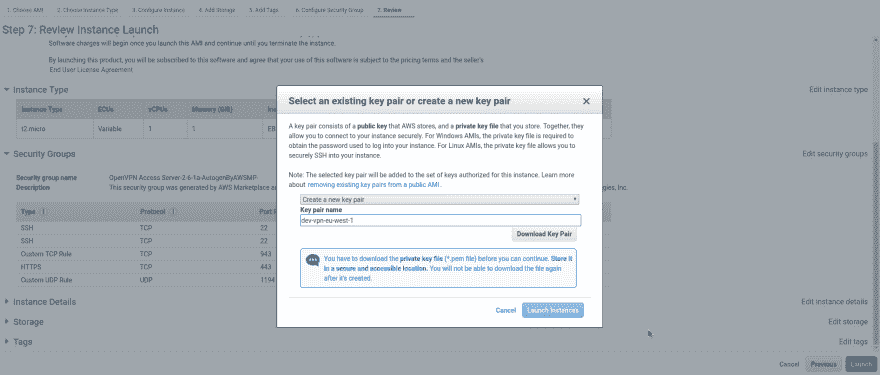 1. Choose AMI 2. Choose Instance Type 3. Configure Instance 4. Add Storage 5. Add Tags 6. Configure Security Group 7. Review
Step 7: Review Instance Launch
Software charges will begin once you launch this AMI and continue until you terminate the instance.
By launching this product, you will be subscribed to this software and agree that your use of this software is subject to the pricing terms and the seller's
End User License Agreement
Instance Type
Edit instance type
Instance Type ECUs vCPUs Memory (GiB)
t2.micro Variable 1 1
Security Groups
Edit security groups
Security group name OpenVPN Access Server-2-6-1a-AutogenByAWSMP
Description This security group was generated by AWS Marketplace
Type Protocol
SSH TCP 22
SSH TCP 22
Custom TCP Rule TCP 943
HTTPS TCP 443
Custom UDP Rule UDP 1194
Instance Details
Edit instance details
Storage
Edit storage
Tags
Edit tags
Cancel Previous Launch
Select an existing key pair or create a new key pair
A key pair consists of a public key that AWS stores, and a private key file that you store. Together, they
allow you to connect to your instance securely. For Windows AMIs, the private key file is required to
obtain the password used to log into your instance. For Linux AMIs, the private key file allows you to
securely SSH into your instance.
Note: The selected key pair will be added to the set of keys authorized for this instance. Learn more
about removing existing key pairs from a public AMI.
Create a new key pair
Key pair name
dev-vpn-eu-west-1
Download Key Pair
You have to download the private key file (*.pem file) before you can continue. Store it
in a secure and accessible location. You will not be able to download the file again
after it's created.
Cancel Launch Instances